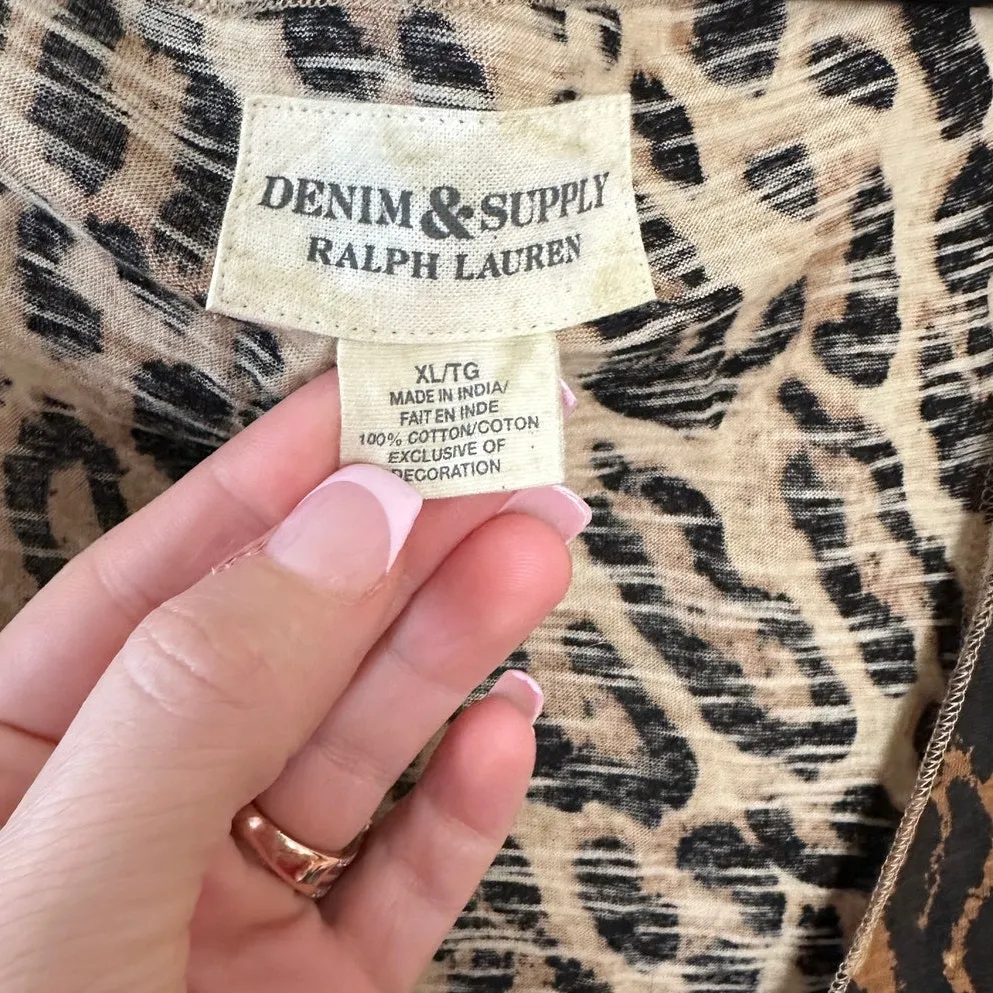 DENIM & SUPPLY
RALPH LAUREN
XL/TG
MADE IN INDIA/
FAIT EN INDE
100% COTTON/COTON
EXCLUSIVE OF
DECORATION